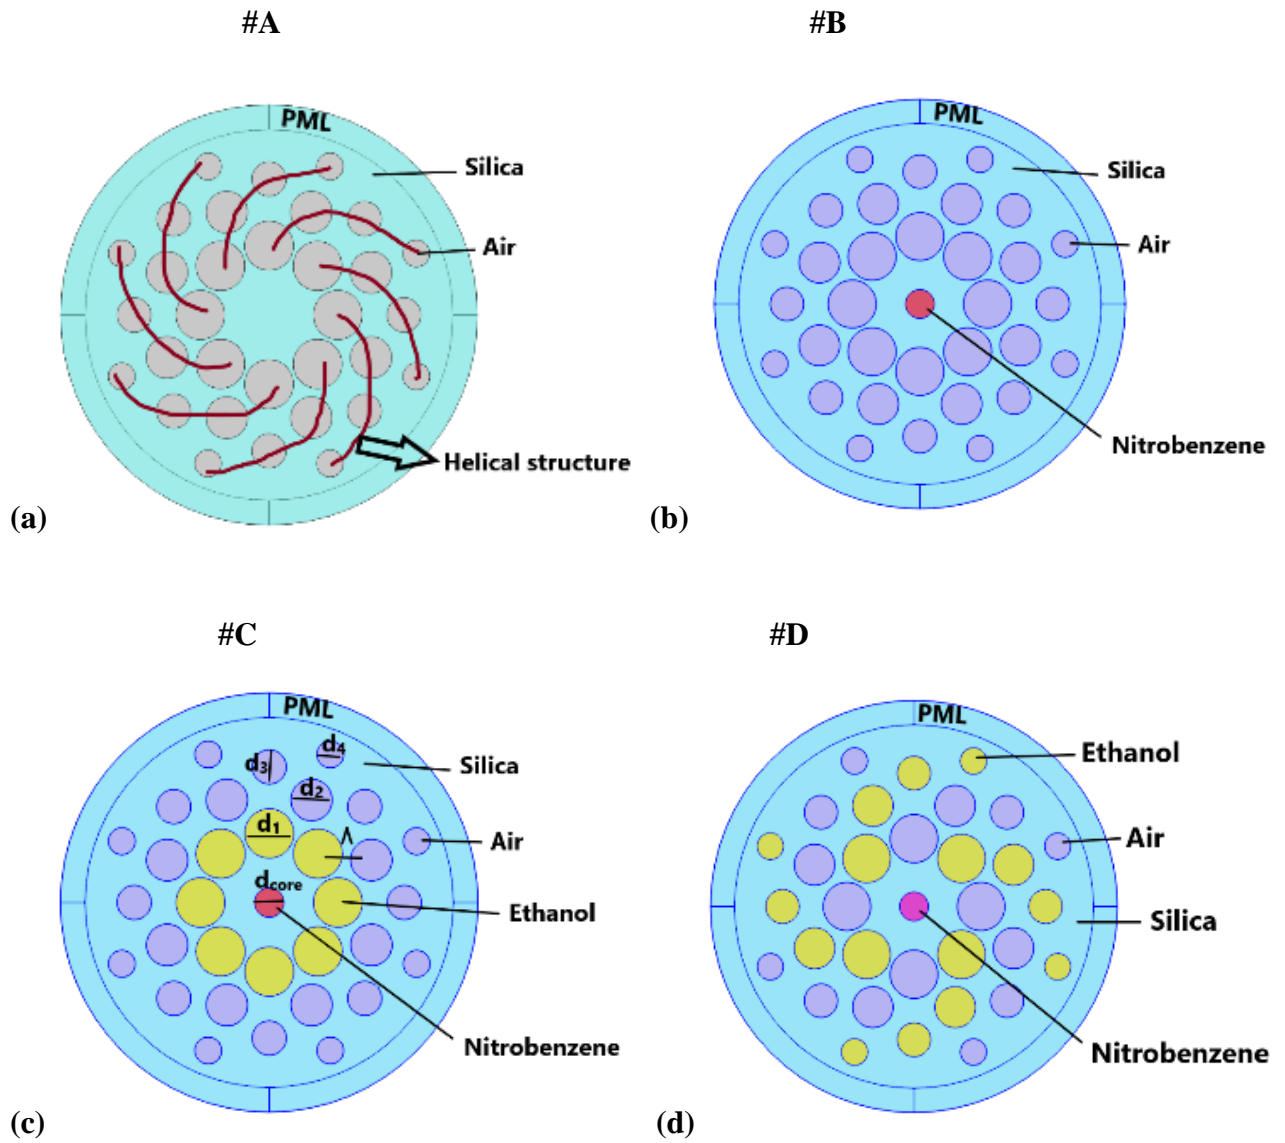 #A
#B
PML
Silica
Air
Helical structure
(a)
PML
Silica
Air
Nitrobenzene
(b)
#C
#D
PML
d4
d3
d2
d1
Λ
dcore
Silica
Air
Ethanol
Nitrobenzene
(c)
PML
Ethanol
Air
Silica
Nitrobenzene
(d)